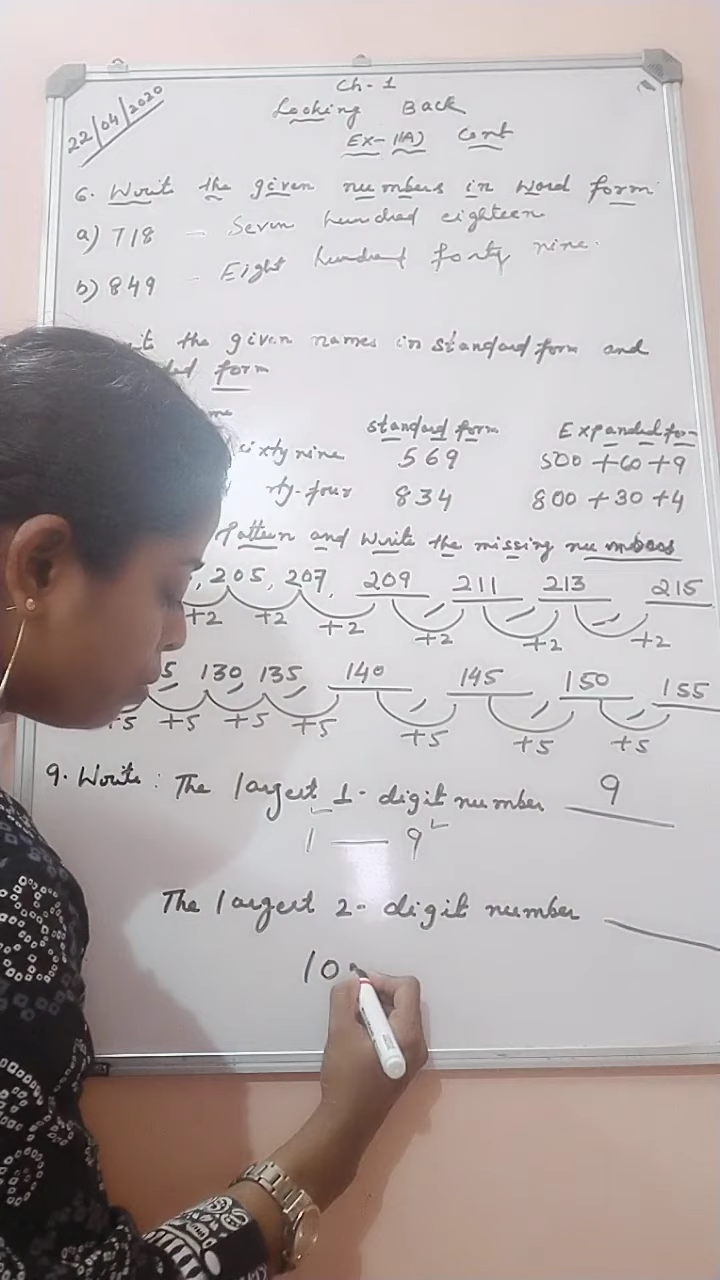 Ch-1
22/04/2020
Looking Back
Ex-1(A) Cont
6. Write the given numbers in word form
a) 718 - Seven hundred eighteen
b) 849 - Eight hundred forty nine.
the given names in standard form and
form
standard form Expanded form
sixty nine 569 500 + 60 + 9
ty-four 834 800 + 30 + 4
Pattern and write the missing numbers
, 205, 207, 209 211 213 215
+2 +2 +2 +2 +2 +2
5 130 135 140 145 150 155
+5 +5 +5 +5 +5 +5 +5
9. Write: The largest 1-digit number 9
1 — 9
The largest 2-digit number
10